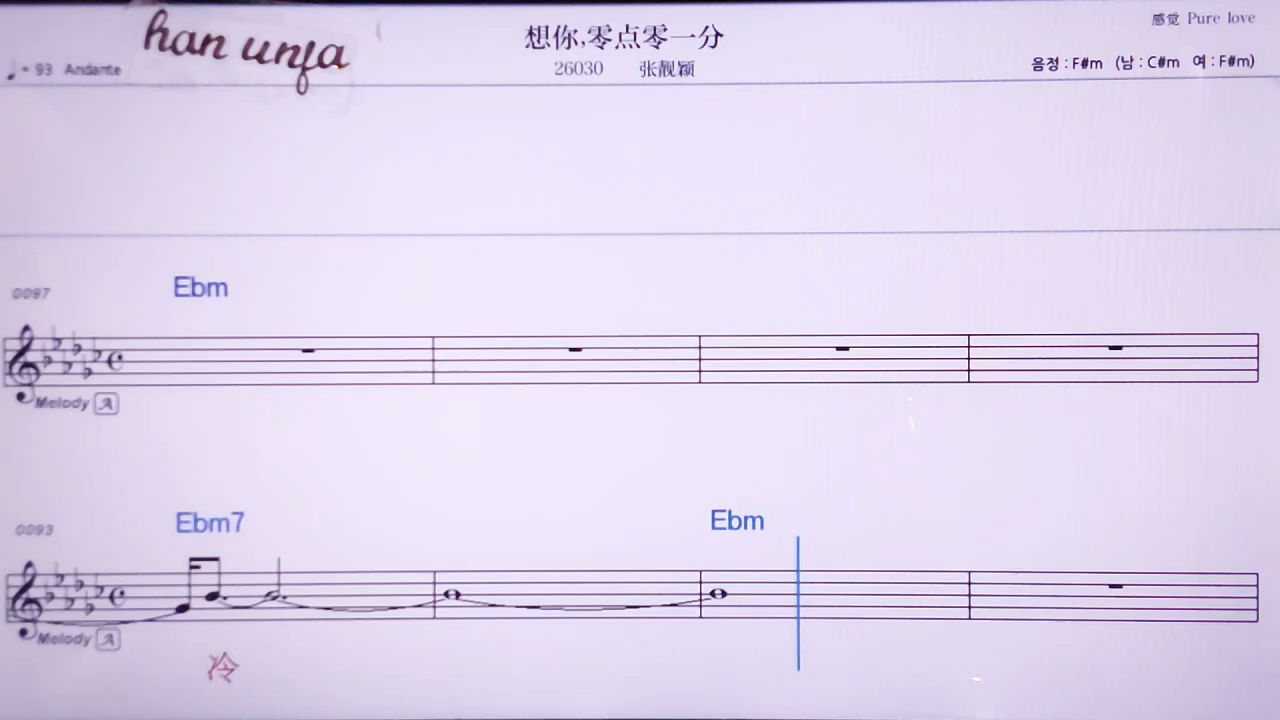 han unfa
想你,零点零一分
感觉 Pure love
♩= 93 Andante
26030 张靓颖
음정 : F#m (남 : C#m 여 : F#m)
0097
Ebm
Melody A
0093
Ebm7 Ebm
Melody A
冷